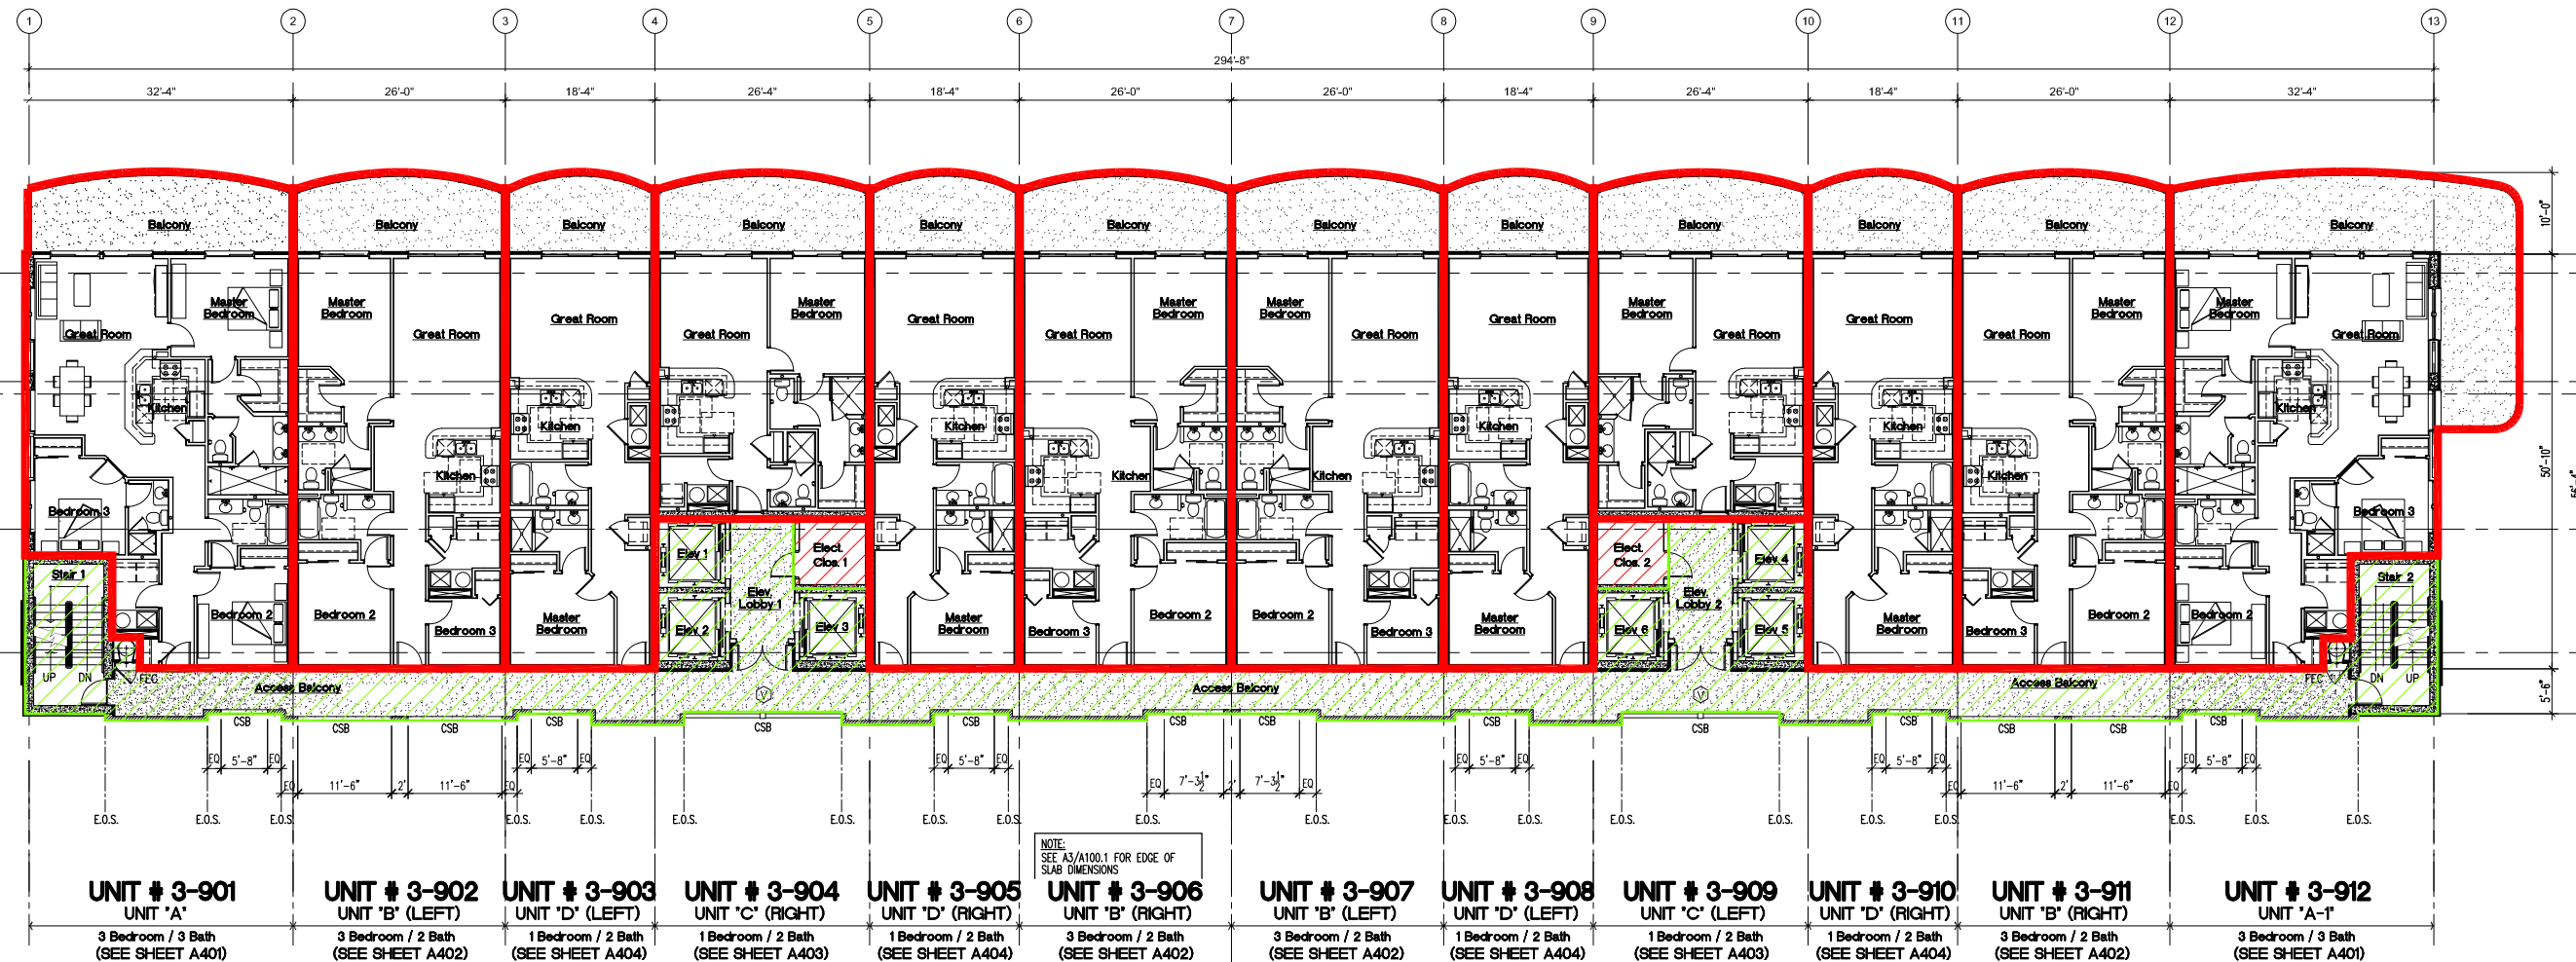 1 2 3 4 5 6 7 8 9 10 11 12 13
294'-8"
32'-4" 26'-0" 18'-4" 26'-4" 18'-4" 26'-0" 26'-0" 18'-4" 26'-4" 18'-4" 26'-0" 32'-4"
Balcony Balcony Balcony Balcony Balcony Balcony Balcony Balcony Balcony Balcony Balcony Balcony
10'-0"
Master Bedroom
Great Room
Kitchen
Bedroom 3
Stair 1
Bedroom 2
UP DN FEC
Master Bedroom
Great Room
Kitchen
Bedroom 2
Bedroom 3
Great Room
Kitchen
Master Bedroom
Great Room
Master Bedroom
Elev 1
Elect. Clos. 1
Elev. Lobby 1
Elev 2
Elev 3
Great Room
Kitchen
Master Bedroom
Great Room
Master Bedroom
Kitchen
Bedroom 3
Bedroom 2
Master Bedroom
Great Room
Kitchen
Bedroom 2
Bedroom 3
Great Room
Kitchen
Master Bedroom
Master Bedroom
Great Room
Elect. Clos. 2
Elev 4
Elev. Lobby 2
Elev 6
Elev 5
Great Room
Kitchen
Master Bedroom
Great Room
Master Bedroom
Kitchen
Bedroom 3
Bedroom 2
Master Bedroom
Great Room
Kitchen
Bedroom 3
Stair 2
Bedroom 2
FEC DN UP
50'-10"
5'-6"
Access Balcony Access Balcony Access Balcony
V V
CSB CSB CSB CSB CSB CSB CSB CSB CSB CSB CSB CSB CSB CSB
EQ 5'-8" EQ EQ 5'-8" EQ EQ 5'-8" EQ EQ 5'-8" EQ EQ 5'-8" EQ EQ 5'-8" EQ
EQ 11'-6" 2' 11'-6" EQ EQ 7'-3½" 2' 7'-3½" EQ EQ 11'-6" 2' 11'-6" EQ
E.O.S. E.O.S. E.O.S. E.O.S. E.O.S. E.O.S. E.O.S. E.O.S. E.O.S. E.O.S. E.O.S. E.O.S. E.O.S. E.O.S. E.O.S. E.O.S. E.O.S. E.O.S. E.O.S. E.O.S.
NOTE:
SEE A3/A100.1 FOR EDGE OF
SLAB DIMENSIONS
UNIT # 3-901 UNIT # 3-902 UNIT # 3-903 UNIT # 3-904 UNIT # 3-905 UNIT # 3-906 UNIT # 3-907 UNIT # 3-908 UNIT # 3-909 UNIT # 3-910 UNIT # 3-911 UNIT # 3-912
UNIT "A" UNIT "B" (LEFT) UNIT "D" (LEFT) UNIT "C" (RIGHT) UNIT "D" (RIGHT) UNIT "B" (RIGHT) UNIT "B" (LEFT) UNIT "D" (LEFT) UNIT "C" (LEFT) UNIT "D" (RIGHT) UNIT "B" (RIGHT) UNIT "A-1"
3 Bedroom / 3 Bath 3 Bedroom / 2 Bath 1 Bedroom / 2 Bath 1 Bedroom / 2 Bath 1 Bedroom / 2 Bath 3 Bedroom / 2 Bath 3 Bedroom / 2 Bath 1 Bedroom / 2 Bath 1 Bedroom / 2 Bath 1 Bedroom / 2 Bath 3 Bedroom / 2 Bath 3 Bedroom / 3 Bath
(SEE SHEET A401) (SEE SHEET A402) (SEE SHEET A404) (SEE SHEET A403) (SEE SHEET A404) (SEE SHEET A402) (SEE SHEET A402) (SEE SHEET A404) (SEE SHEET A403) (SEE SHEET A404) (SEE SHEET A402) (SEE SHEET A401)